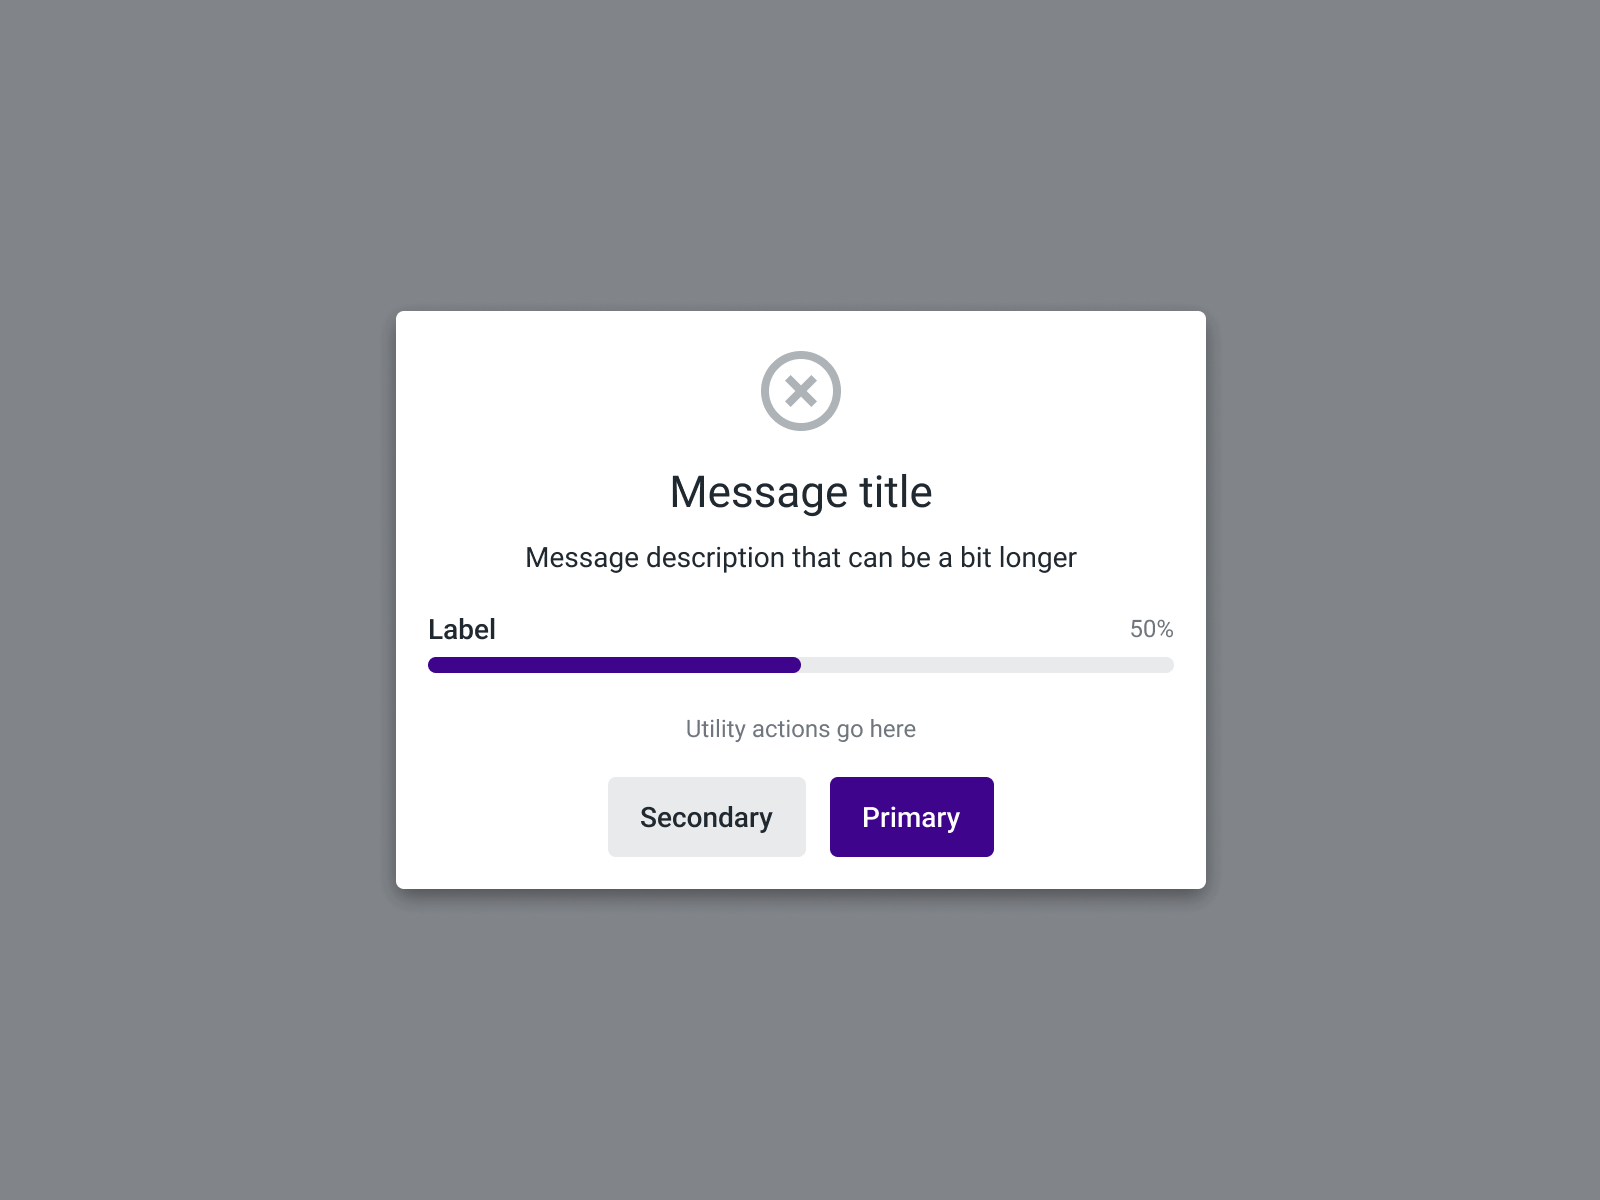 Message title
Message description that can be a bit longer
Label 50%
Utility actions go here
Secondary Primary